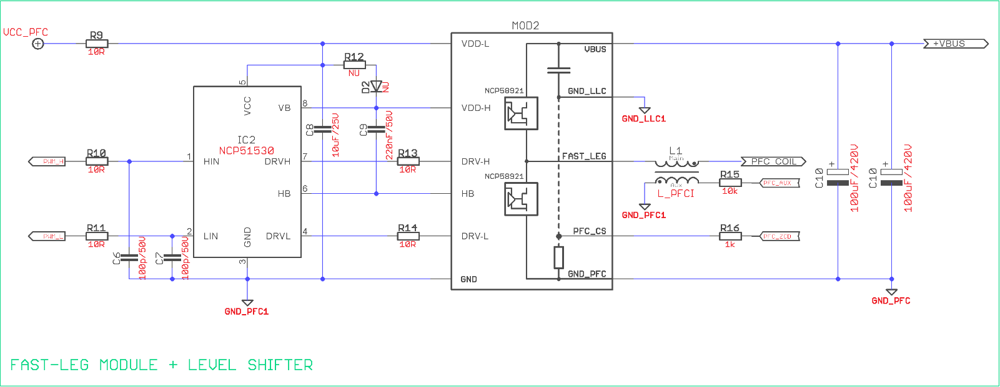 MOD2
VCC_PFC
R9
10R
VDD-L
VBUS
+VBUS
R12
NU
D2
NU
5
VCC
NCP58921
GND_LLC
VB
8
VDD-H
GND_LLC1
C8
10uF/25V
C9
220nF/50V
IC2
NCP51530
PWM_H
R10
10R
1
HIN
DRVH
7
R13
10R
DRV-H
FAST_LEG
L1
Main
PFC COIL
NCP58921
Aux
L_PFCI
R15
10k
PFC_AUX
C10
+
100uF/420V
C10
+
100uF/420V
HB
6
HB
GND_PFC1
PWM_L
R11
10R
2
LIN
GND
DRVL
4
R14
10R
DRV-L
PFC_CS
R16
1k
PFC_ZCD
C6
100p/50V
C7
100p/50V
3
GND
GND_PFC
GND_PFC1
GND_PFC
FAST-LEG MODULE + LEVEL SHIFTER